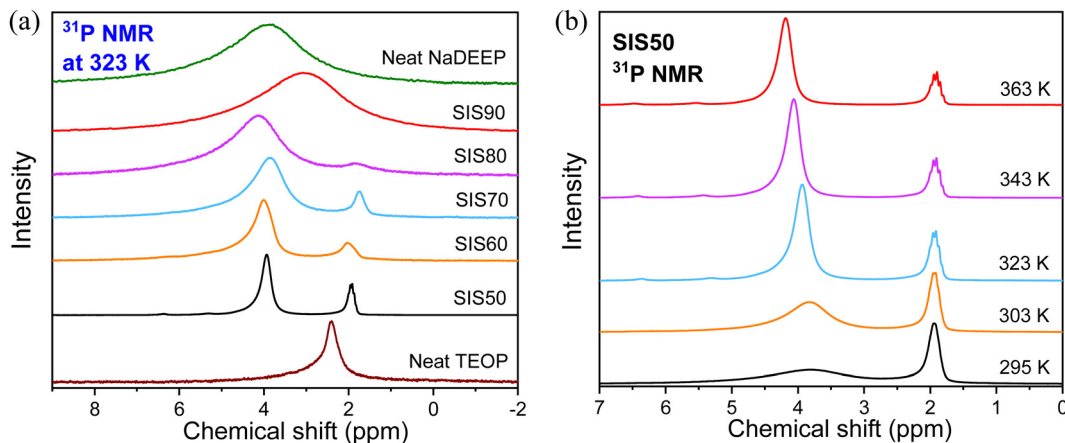 (a)
³¹P NMR
at 323 K
Neat NaDEEP
SIS90
SIS80
SIS70
SIS60
SIS50
Neat TEOP
Intensity
8 6 4 2 0 -2
Chemical shift (ppm)
(b)
SIS50
³¹P NMR
363 K
343 K
323 K
303 K
295 K
Intensity
7 6 5 4 3 2 1 0
Chemical shift (ppm)